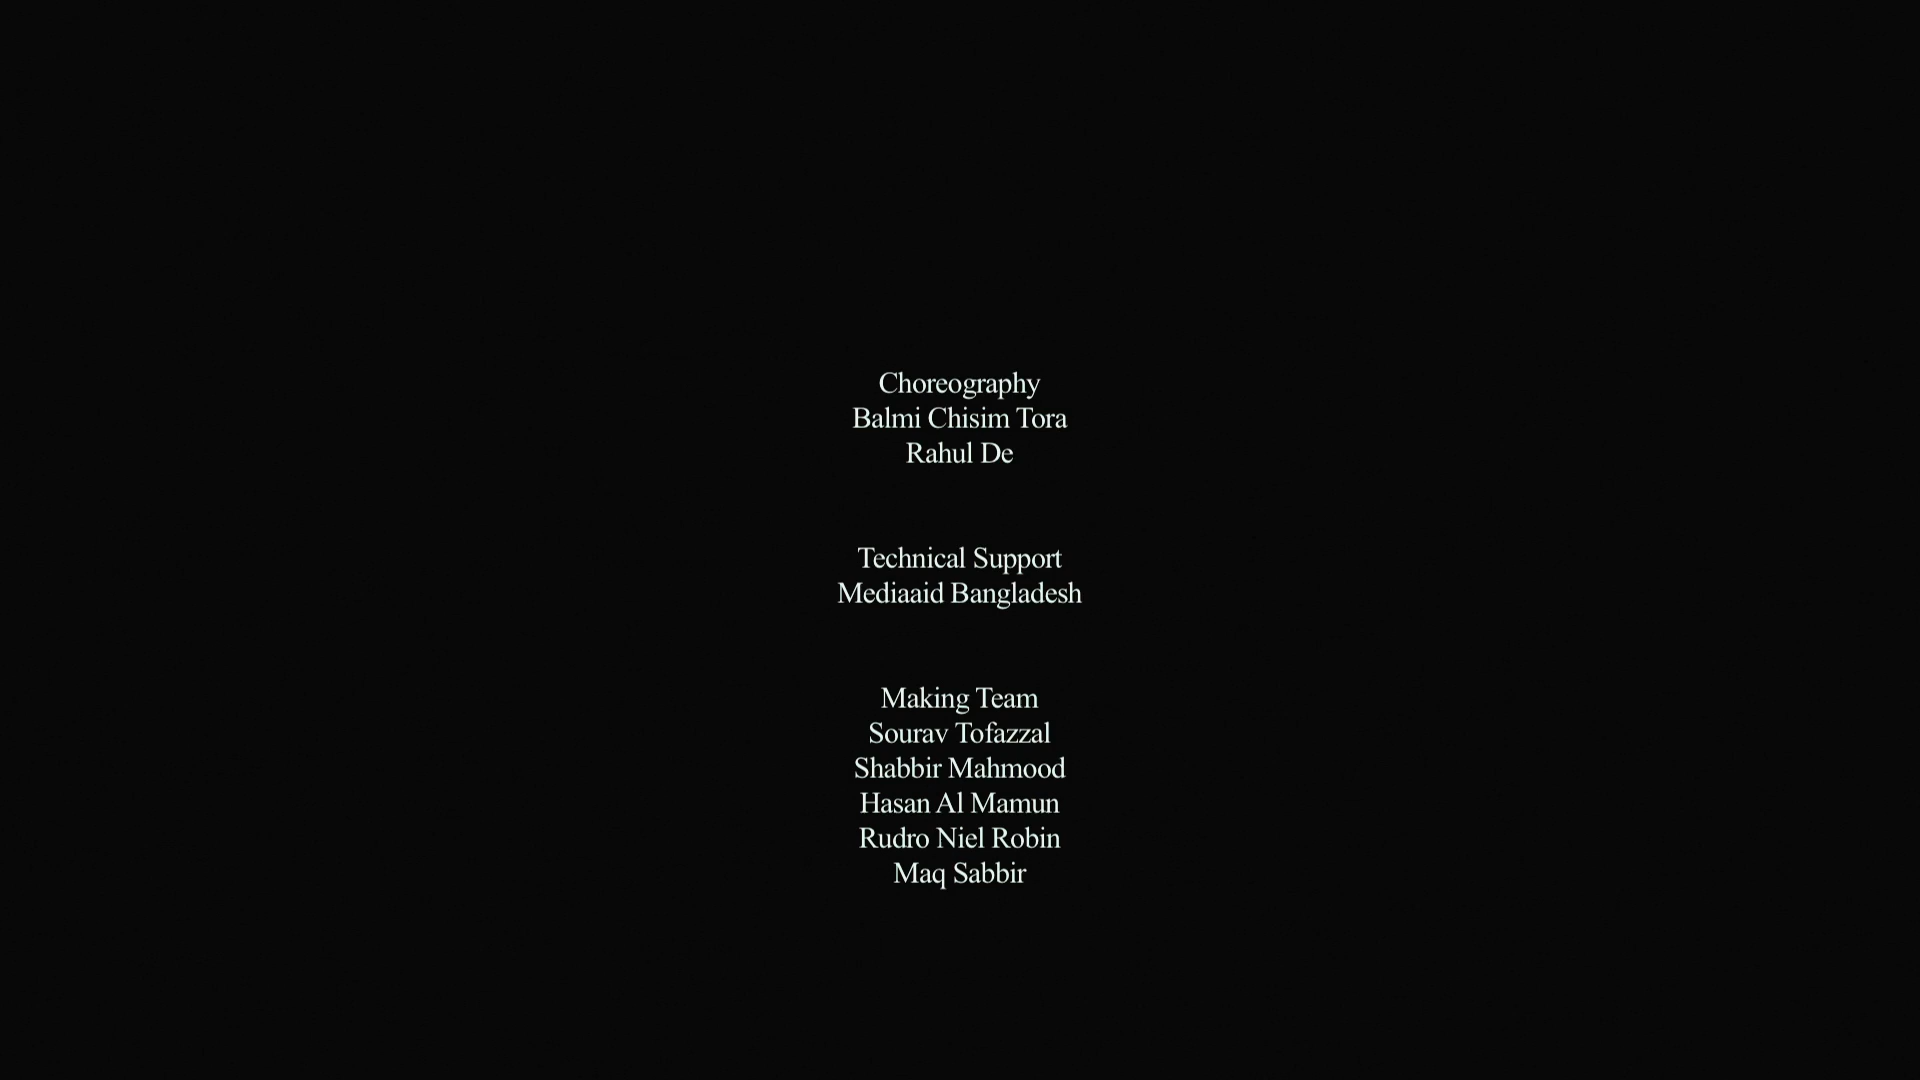 Choreography
Balmi Chisim Tora
Rahul De
Technical Support
Mediaaid Bangladesh
Making Team
Sourav Tofazzal
Shabbir Mahmood
Hasan Al Mamun
Rudro Niel Robin
Maq Sabbir